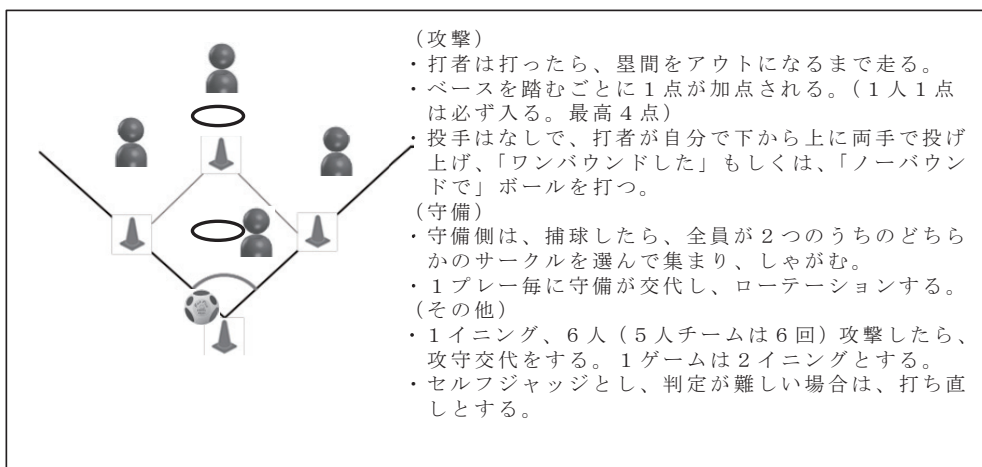 （攻撃）
・打者は打ったら、塁間をアウトになるまで走る。
・ベースを踏むごとに１点が加点される。（１人１点
は必ず入る。最高４点）
・投手はなしで、打者が自分で下から上に両手で投げ
上げ、「ワンバウンドした」もしくは、「ノーバウン
ドで」ボールを打つ。
（守備）
・守備側は、捕球したら、全員が２つのうちのどちら
かのサークルを選んで集まり、しゃがむ。
・１プレー毎に守備が交代し、ローテーションする。
（その他）
・１イニング、６人（５人チームは６回）攻撃したら、
攻守交代をする。１ゲームは２イニングとする。
・セルフジャッジとし、判定が難しい場合は、打ち直
しとする。